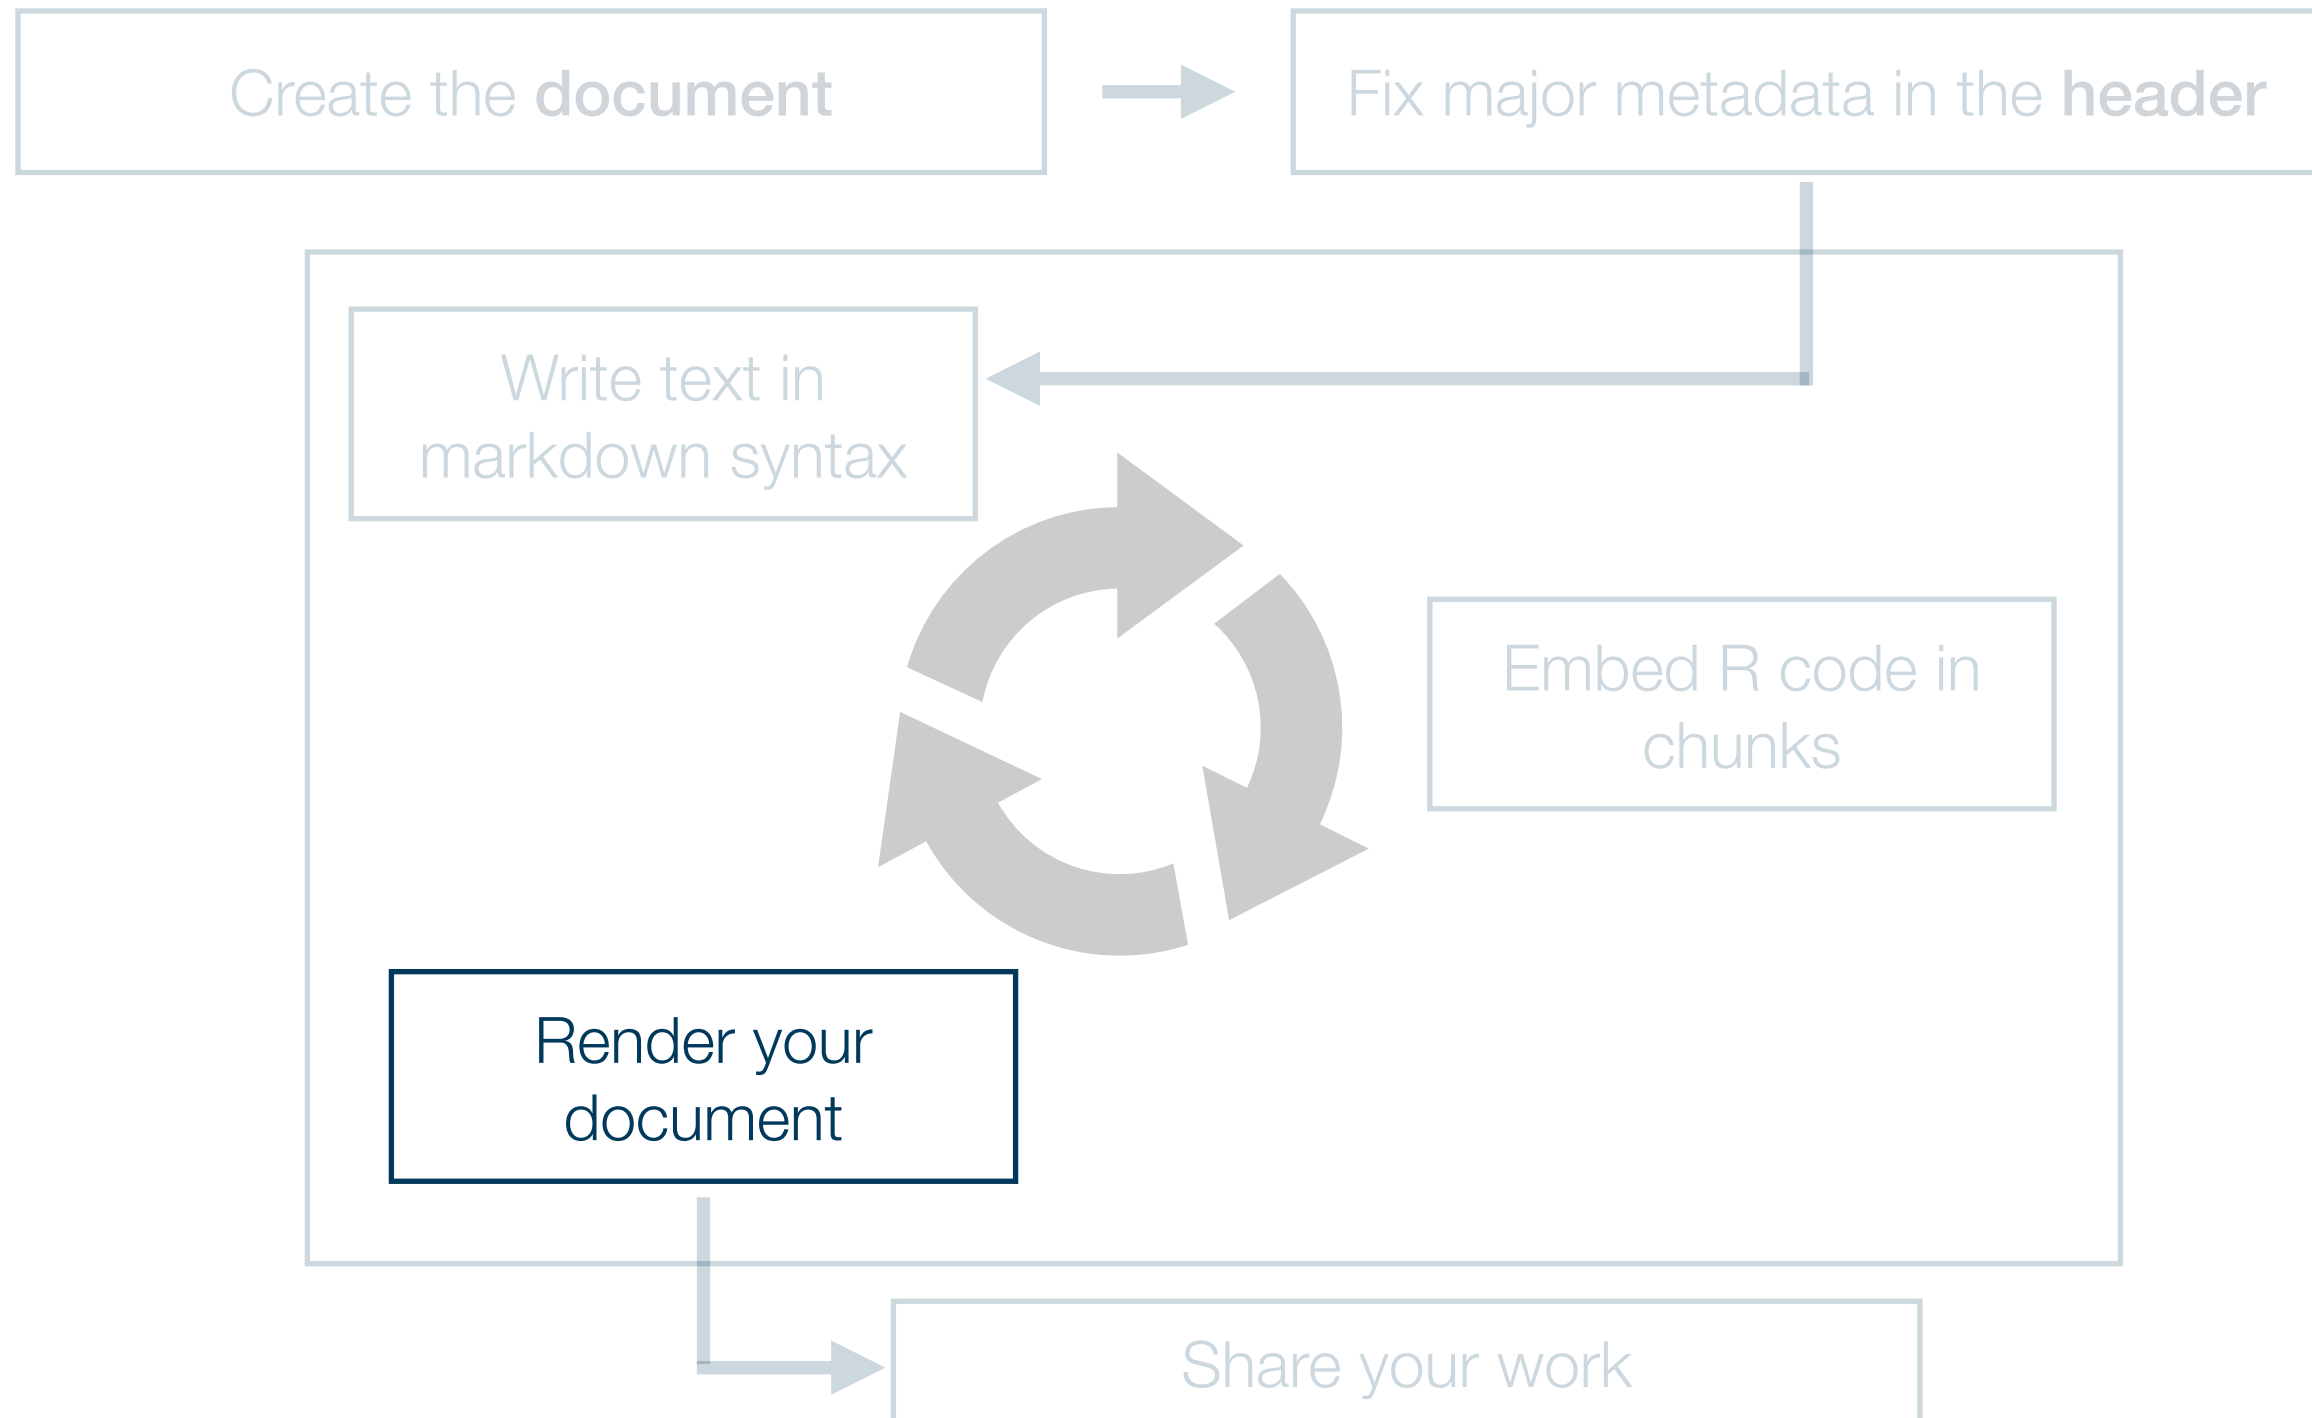 Create the document
Fix major metadata in the header
Write text in
markdown syntax
Embed R code in
chunks
Render your
document
Share your work